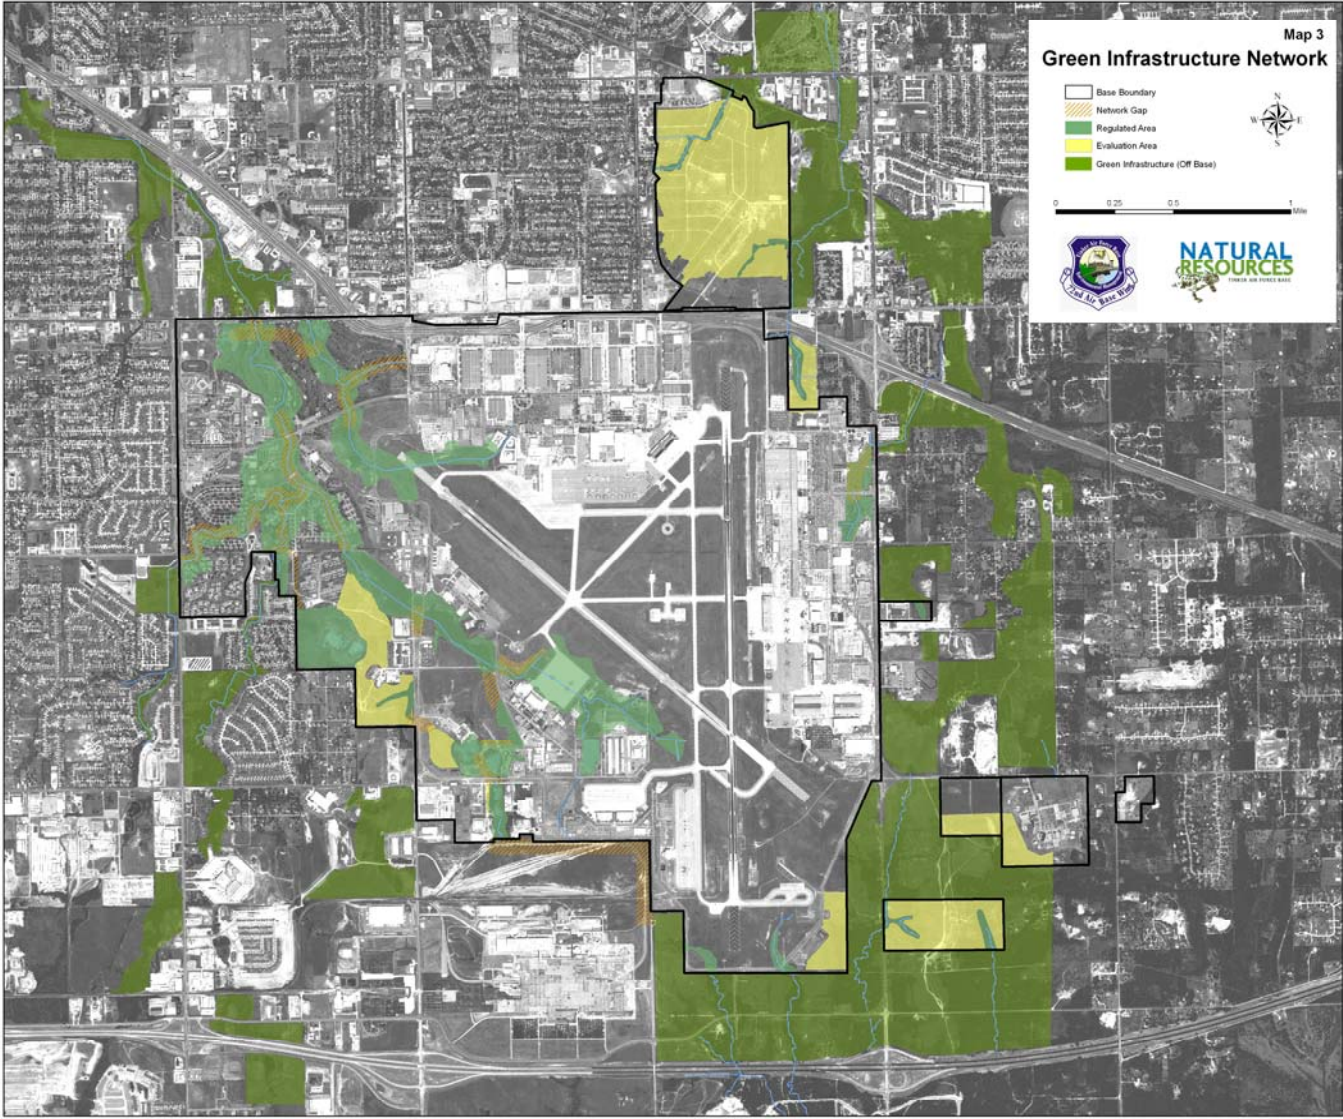 Map 3
Green Infrastructure Network
Base Boundary
Network Gap
Regulated Area
Evaluation Area
Green Infrastructure (Off Base)
N
W E
S
0 0.25 0.5 1
Mile
72nd Air Base Wing
NATURAL
RESOURCES
TINKER AIR FORCE BASE